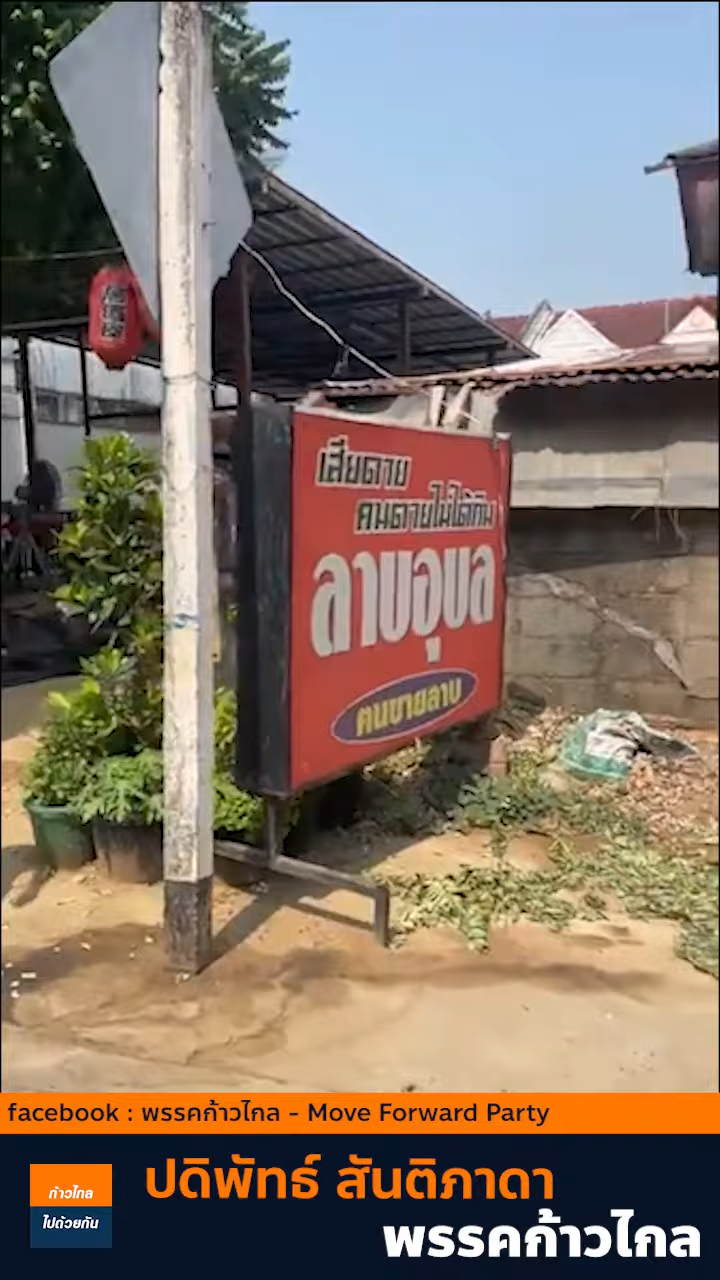 เสียดาย
คนตายไม่ได้กิน
ลาบอุบล
คนขายลาบ
facebook : พรรคก้าวไกล - Move Forward Party
ก้าวไกล
ไปด้วยกัน
ปดิพัทธ์ สันติภาดา
พรรคก้าวไกล